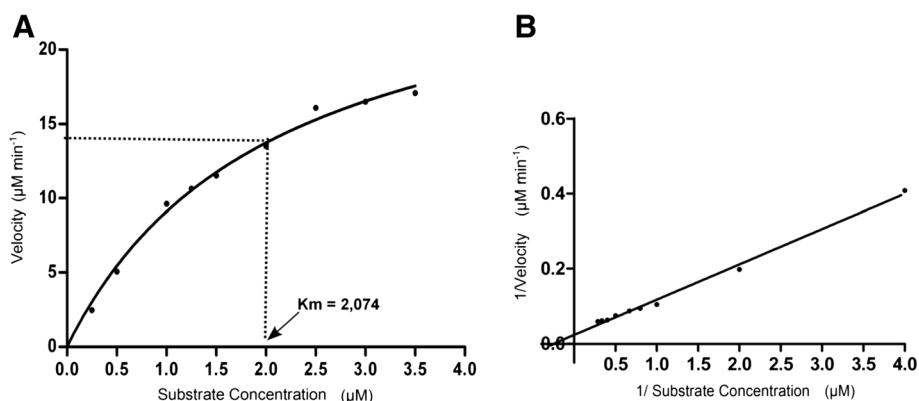 A
20
15
10
5
0
Velocity (µM min⁻¹)
Km = 2,074
0.0 0.5 1.0 1.5 2.0 2.5 3.0 3.5 4.0
Substrate Concentration (µM)
B
0.6
0.4
0.2
0.0
1/Velocity (µM min⁻¹)
0.5 1.0 1.5 2.0 2.5 3.0 3.5 4.0
1/ Substrate Concentration (µM)